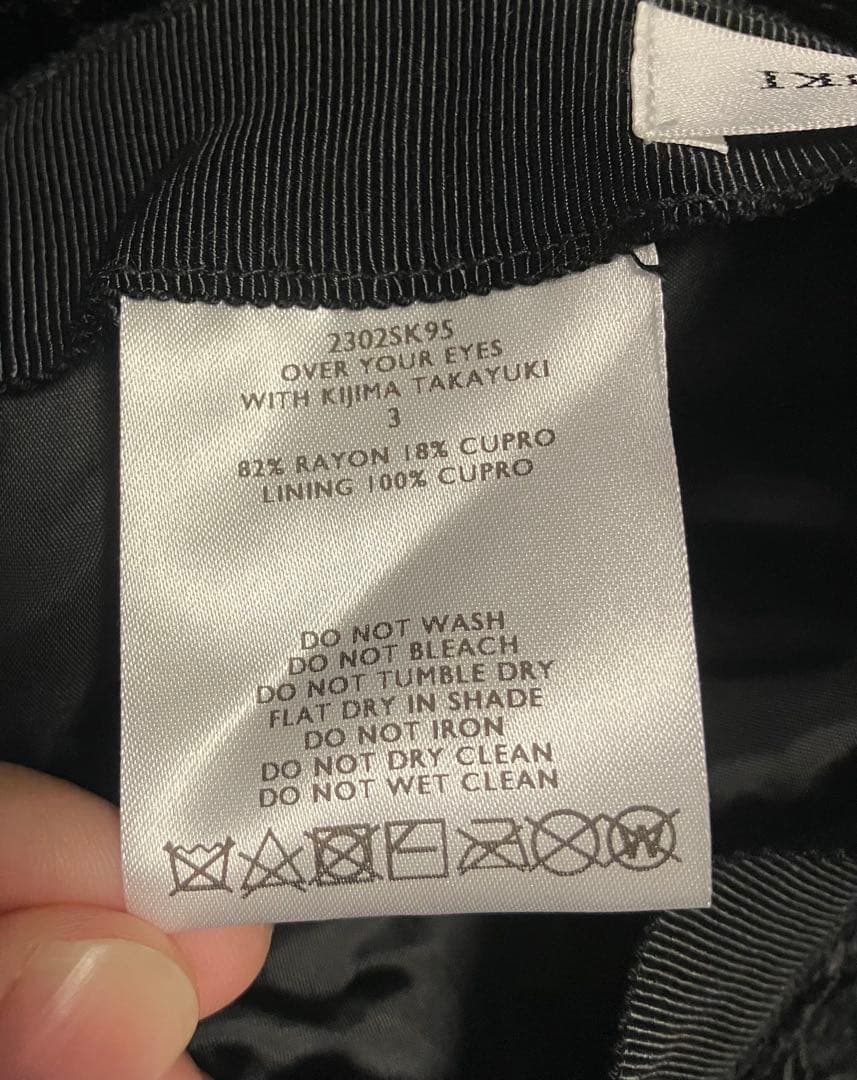 2302SK95
OVER YOUR EYES
WITH KIJIMA TAKAYUKI
3
82% RAYON 18% CUPRO
LINING 100% CUPRO
DO NOT WASH
DO NOT BLEACH
DO NOT TUMBLE DRY
FLAT DRY IN SHADE
DO NOT IRON
DO NOT DRY CLEAN
DO NOT WET CLEAN
W